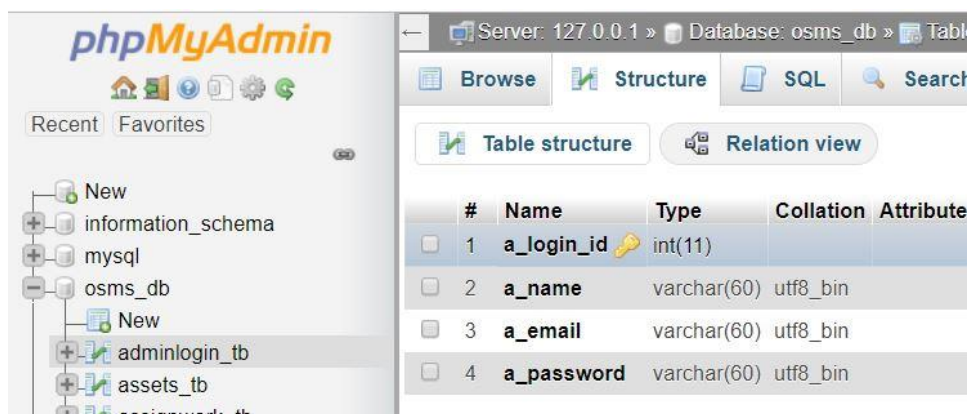 phpMyAdmin
Recent Favorites
New
information_schema
mysql
osms_db
New
adminlogin_tb
assets_tb
Server: 127.0.0.1 » Database: osms_db »
Browse Structure SQL Search
Table structure Relation view
# Name Type Collation Attribute
1 a_login_id int(11)
2 a_name varchar(60) utf8_bin
3 a_email varchar(60) utf8_bin
4 a_password varchar(60) utf8_bin